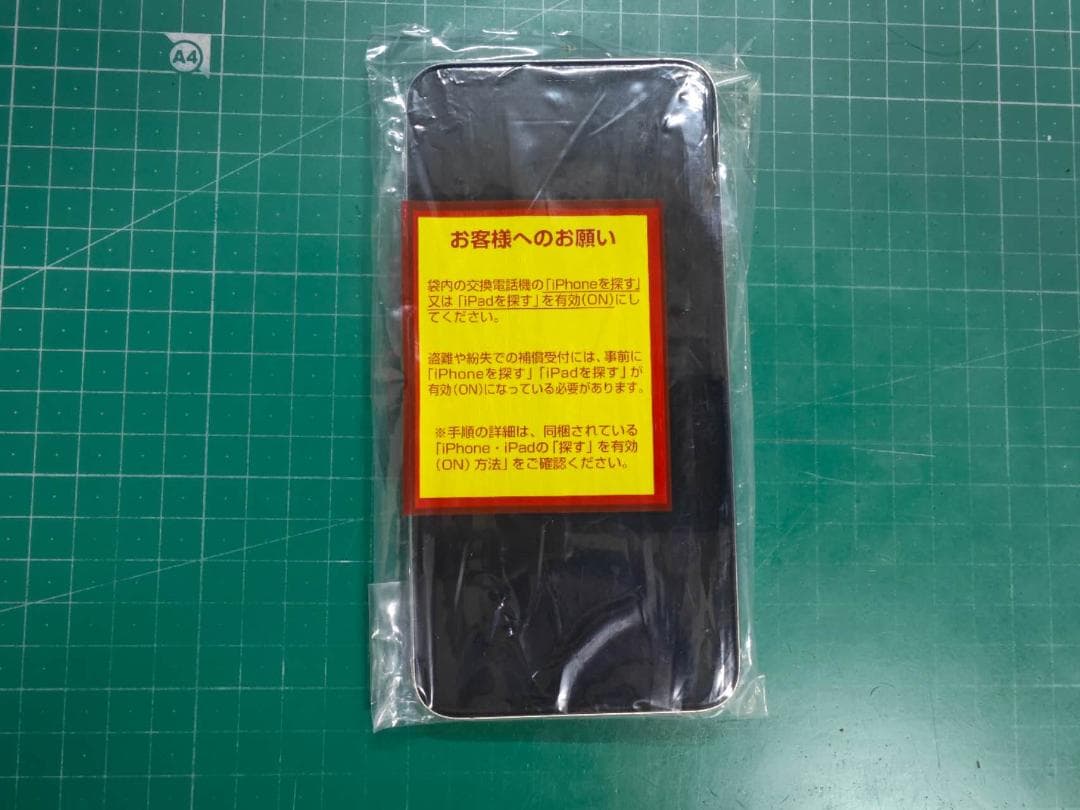 A4
お客様へのお願い
袋内の交換電話機の「iPhoneを探す」
又は「iPadを探す」を有効(ON)にし
てください。
盗難や紛失での補償受付には、事前に
「iPhoneを探す」「iPadを探す」が
有効(ON)になっている必要があります。
※手順の詳細は、同梱されている
「iPhone・iPadの「探す」を有効
(ON)方法」をご確認ください。